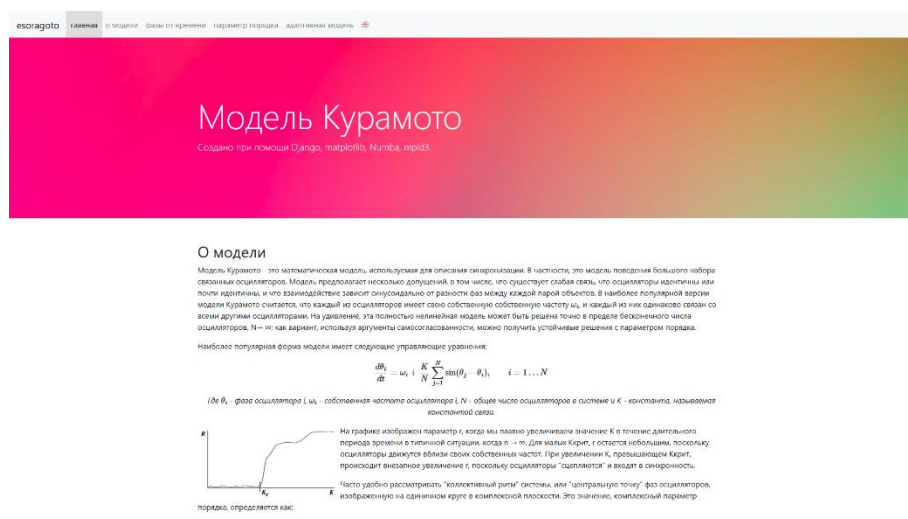 esoragoto главная о модели фазы от времени параметр порядка адаптивная модель
Модель Курамото
Создано при помощи Django, matplotlib, Numba, mpld3.
О модели
Модель Курамото - это математическая модель, используемая для описания синхронизации. В частности, это модель поведения большого набора
связанных осцилляторов. Модель предполагает несколько допущений, в том числе, что существует слабая связь, что осцилляторы идентичны или
почти идентичны, и что взаимодействие зависит синусоидально от разности фаз между каждой парой объектов. В наиболее популярной версии
модели Курамото считается, что каждый из осцилляторов имеет свою собственную собственную частоту ωᵢ, и каждый из них одинаково связан со
всеми другими осцилляторами. На удивление, эта полностью нелинейная модель может быть решена точно в пределе бесконечного числа
осцилляторов, N→ ∞; как вариант, используя аргументы самосогласованности, можно получить устойчивые решения с параметром порядка.
Наиболее популярная форма модели имеет следующие управляющие уравнения:
dθᵢ/dt = ωᵢ + K/N ∑ⱼ₌₁ᴺ sin(θⱼ − θᵢ), i = 1 … N
Где θᵢ - фаза осциллятора i, ωᵢ - собственная частота осциллятора i, N - общее число осцилляторов в системе и K - константа, называемая
константой связи.
R
K_c
K
На графике изображен параметр r, когда мы плавно увеличиваем значение K в течение длительного
периода времени в типичной ситуации, когда n → ∞. Для малых Kкрит, r остается небольшим, поскольку
осцилляторы движутся вблизи своих собственных частот. При увеличении K, превышающем Kкрит,
происходит внезапное увеличение r, поскольку осцилляторы "сцепляются" и входят в синхронность.
Часто удобно рассматривать "коллективный ритм" системы, или "центральную точку" фаз осцилляторов,
изображенную на единичном круге в комплексной плоскости. Это значение, комплексный параметр
порядка, определяется как: